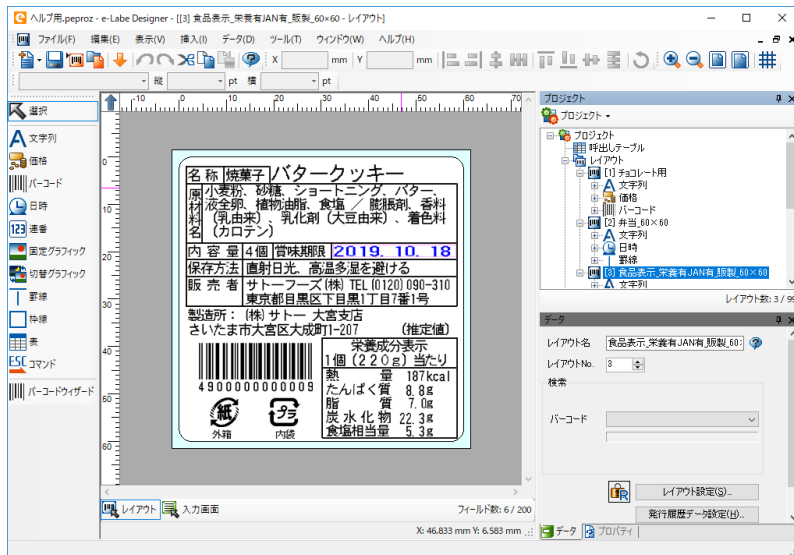 ヘルプ用.peproz - e-Labe Designer - [[3] 食品表示_栄養有JAN有_販製_60×60 - レイアウト]
ファイル(F) 編集(E) 表示(V) 挿入(I) データ(D) ツール(T) ウィンドウ(W) ヘルプ(H)
X mm Y mm
縦 pt 横 pt
選択
文字列
価格
バーコード
日時
123 連番
固定グラフィック
切替グラフィック
罫線
枠線
表
ESC コマンド
バーコードウィザード
-10 0 10 20 30 40 50 60 70
0
10
20
30
40
50
60
名称 焼菓子 バタークッキー
原材料名 小麦粉、砂糖、ショートニング、バター、
液全卵、植物油脂、食塩 / 膨脹剤、香料
(乳由来)、乳化剤(大豆由来)、着色料
(カロテン)
内容量 4個 賞味期限 2019. 10. 18
保存方法 直射日光、高温多湿を避ける
販売者 サトーフーズ(株) TEL(0120)090-310
東京都目黒区下目黒1丁目7番1号
製造所: (株)サトー 大宮支店
さいたま市大宮区大成町1-207 (推定値)
4900000000009
栄養成分表示
1個(220g)当たり
熱量 187kcal
たんぱく質 8.8g
脂質 7.0g
炭水化物 22.3g
食塩相当量 5.3g
紙
外箱
プラ
内袋
レイアウト 入力画面 フィールド数: 6 / 200
X: 46.833 mm Y: 6.583 mm
プロジェクト
プロジェクト
プロジェクト
呼出しテーブル
レイアウト
[1] チョコレート用
文字列
価格
バーコード
[2] 弁当_60×60
文字列
日時
罫線
[3] 食品表示_栄養有JAN有_販製_60×60
文字列
レイアウト数: 3 / 99
データ
レイアウト名 食品表示_栄養有JAN有_販製_60:
レイアウトNo. 3
検索
バーコード
R
レイアウト設定(S)...
発行履歴データ設定(H)...
データ プロパティ